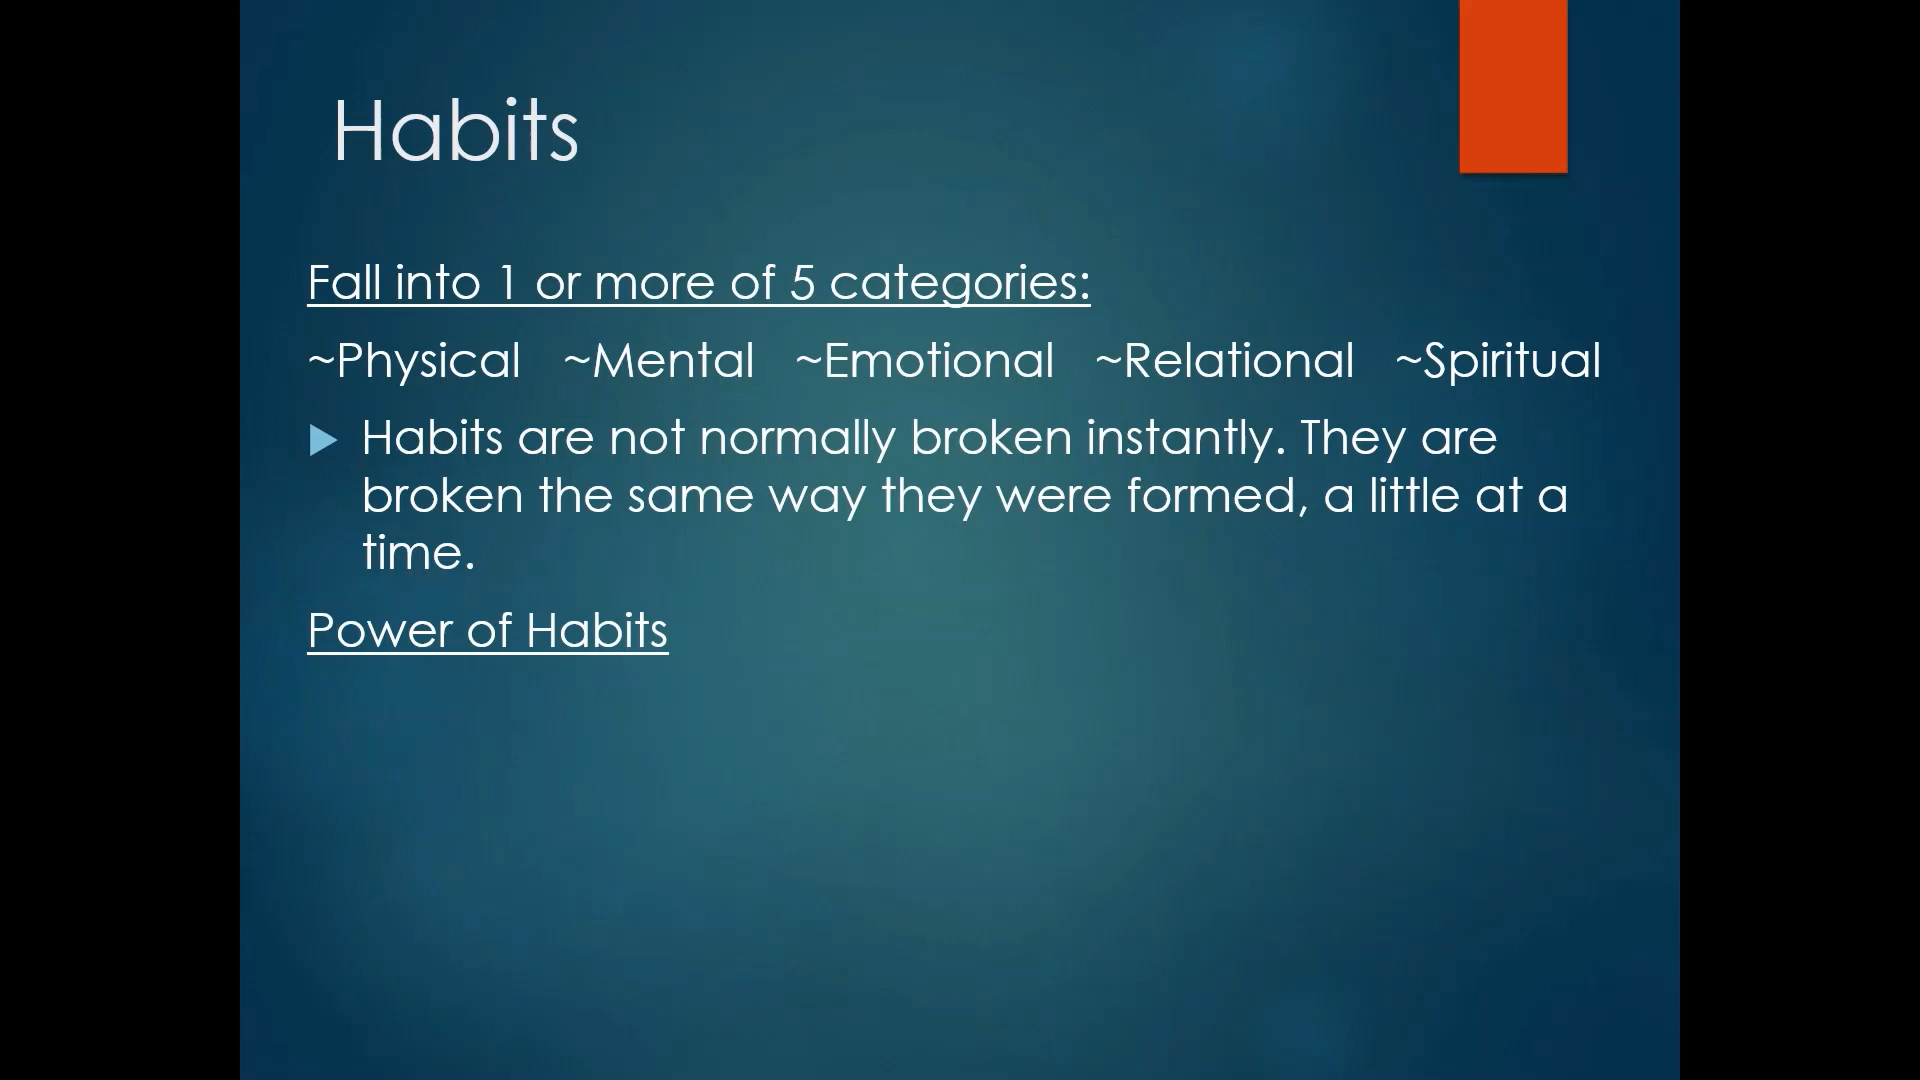 Habits
Fall into 1 or more of 5 categories:
~Physical ~Mental ~Emotional ~Relational ~Spiritual
Habits are not normally broken instantly. They are
broken the same way they were formed, a little at a
time.
Power of Habits